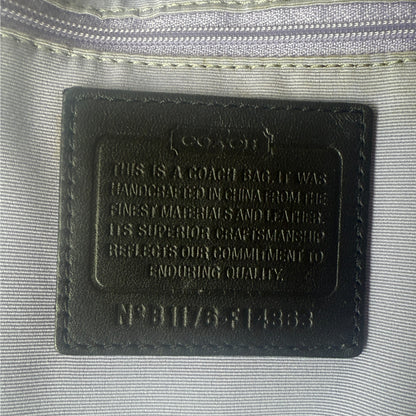 [COACH]
THIS IS A COACH BAG. IT WAS
HANDCRAFTED IN CHINA FROM THE
FINEST MATERIALS AND LEATHER.
ITS SUPERIOR CRAFTSMANSHIP
REFLECTS OUR COMMITMENT TO
ENDURING QUALITY.
Nº B1176-F14863